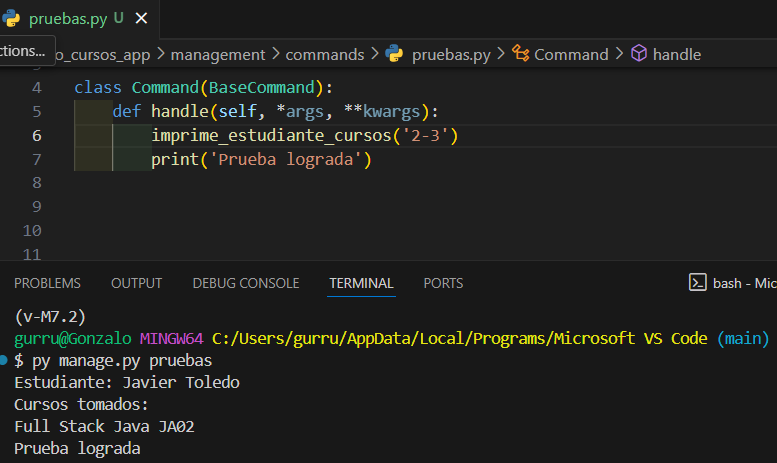 pruebas.py U
ctions...
o_cursos_app > management > commands > pruebas.py > Command > handle
4 class Command(BaseCommand):
5 def handle(self, *args, **kwargs):
6 imprime_estudiante_cursos('2-3')
7 print('Prueba lograda')
8
9
10
11
PROBLEMS OUTPUT DEBUG CONSOLE TERMINAL PORTS
bash - Mic
(v-M7.2)
gurru@Gonzalo MINGW64 C:/Users/gurru/AppData/Local/Programs/Microsoft VS Code (main)
$ py manage.py pruebas
Estudiante: Javier Toledo
Cursos tomados:
Full Stack Java JA02
Prueba lograda